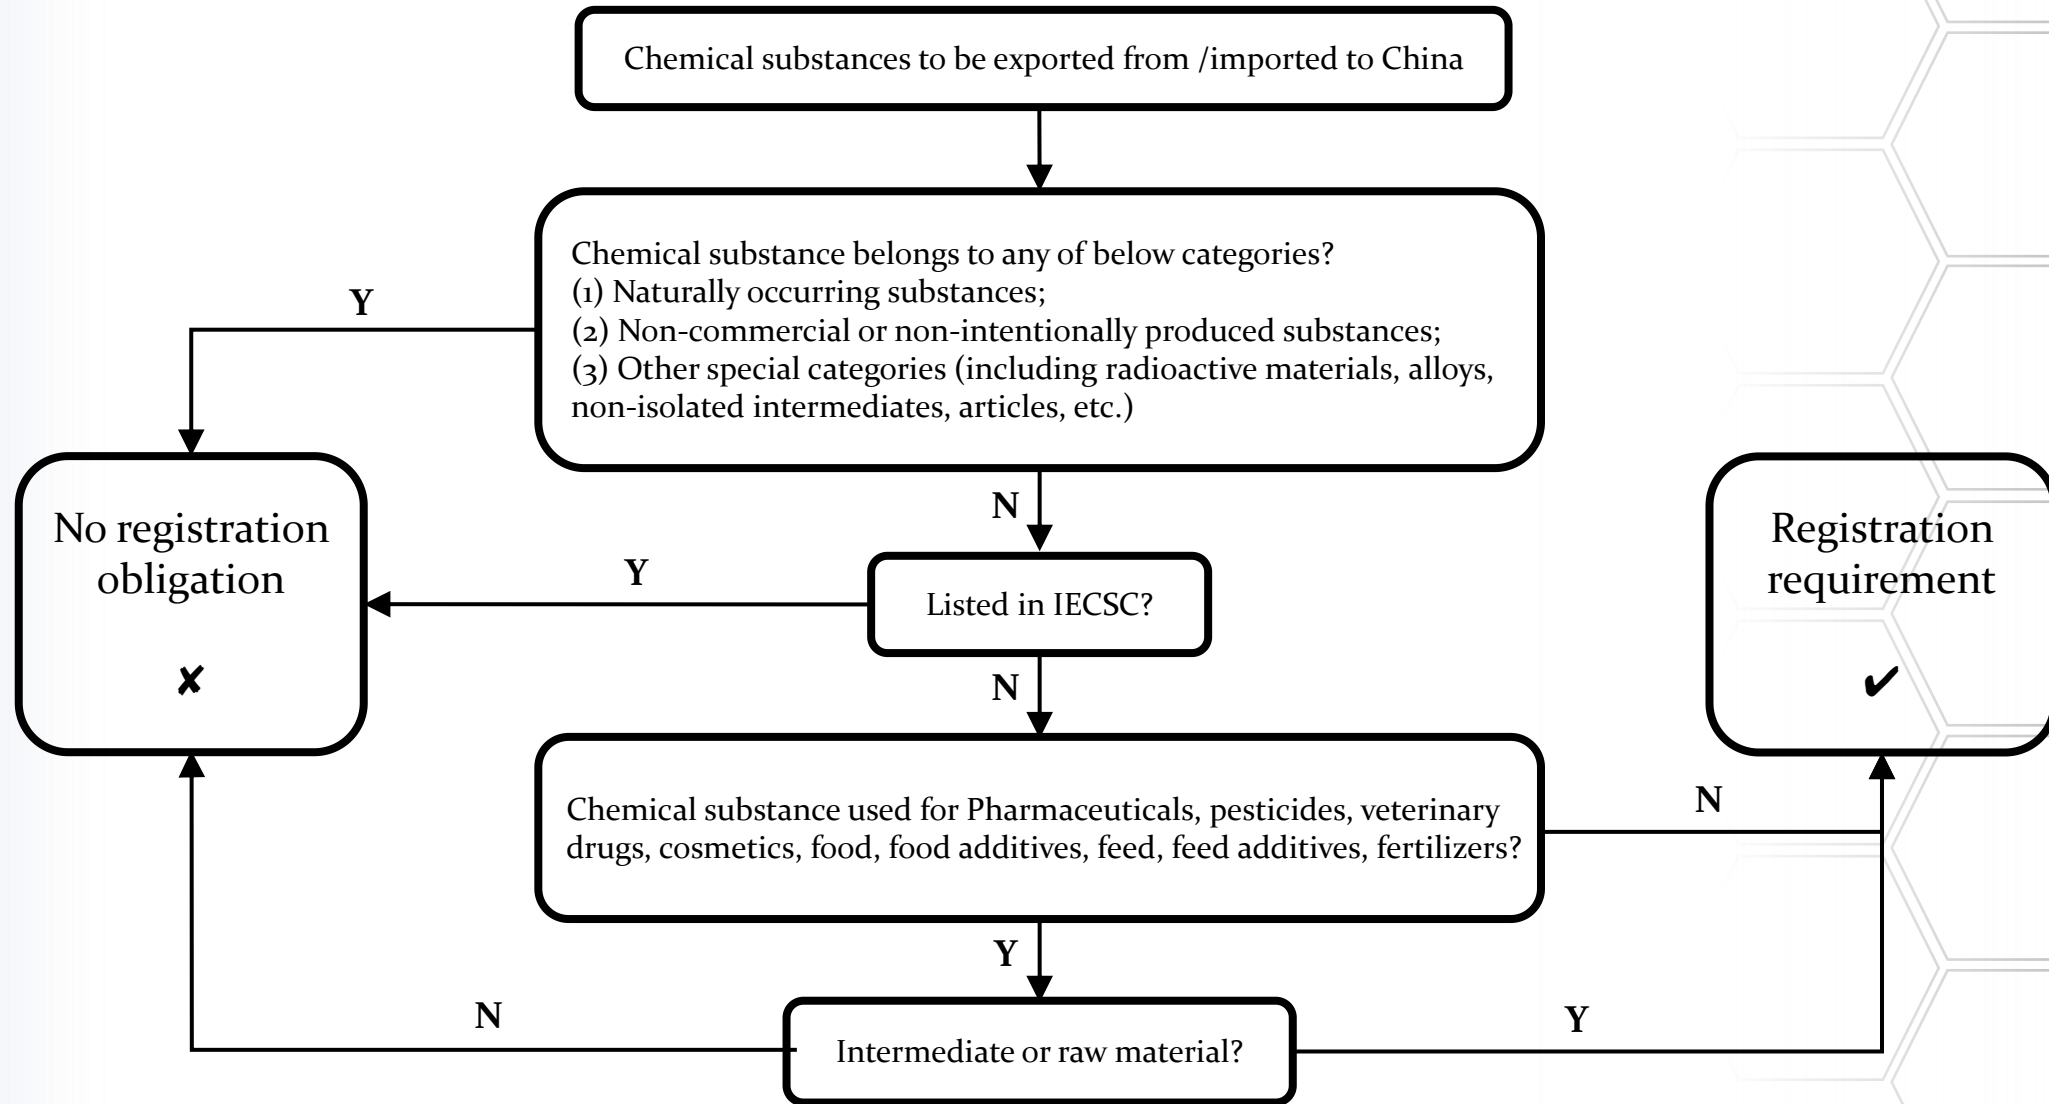 Chemical substances to be exported from /imported to China
Chemical substance belongs to any of below categories?
(1) Naturally occurring substances;
(2) Non-commercial or non-intentionally produced substances;
(3) Other special categories (including radioactive materials, alloys,
non-isolated intermediates, articles, etc.)
Y
N
No registration
obligation
✘
Registration
requirement
✔
Y
Listed in IECSC?
N
Chemical substance used for Pharmaceuticals, pesticides, veterinary
drugs, cosmetics, food, food additives, feed, feed additives, fertilizers?
N
Y
N
Intermediate or raw material?
Y